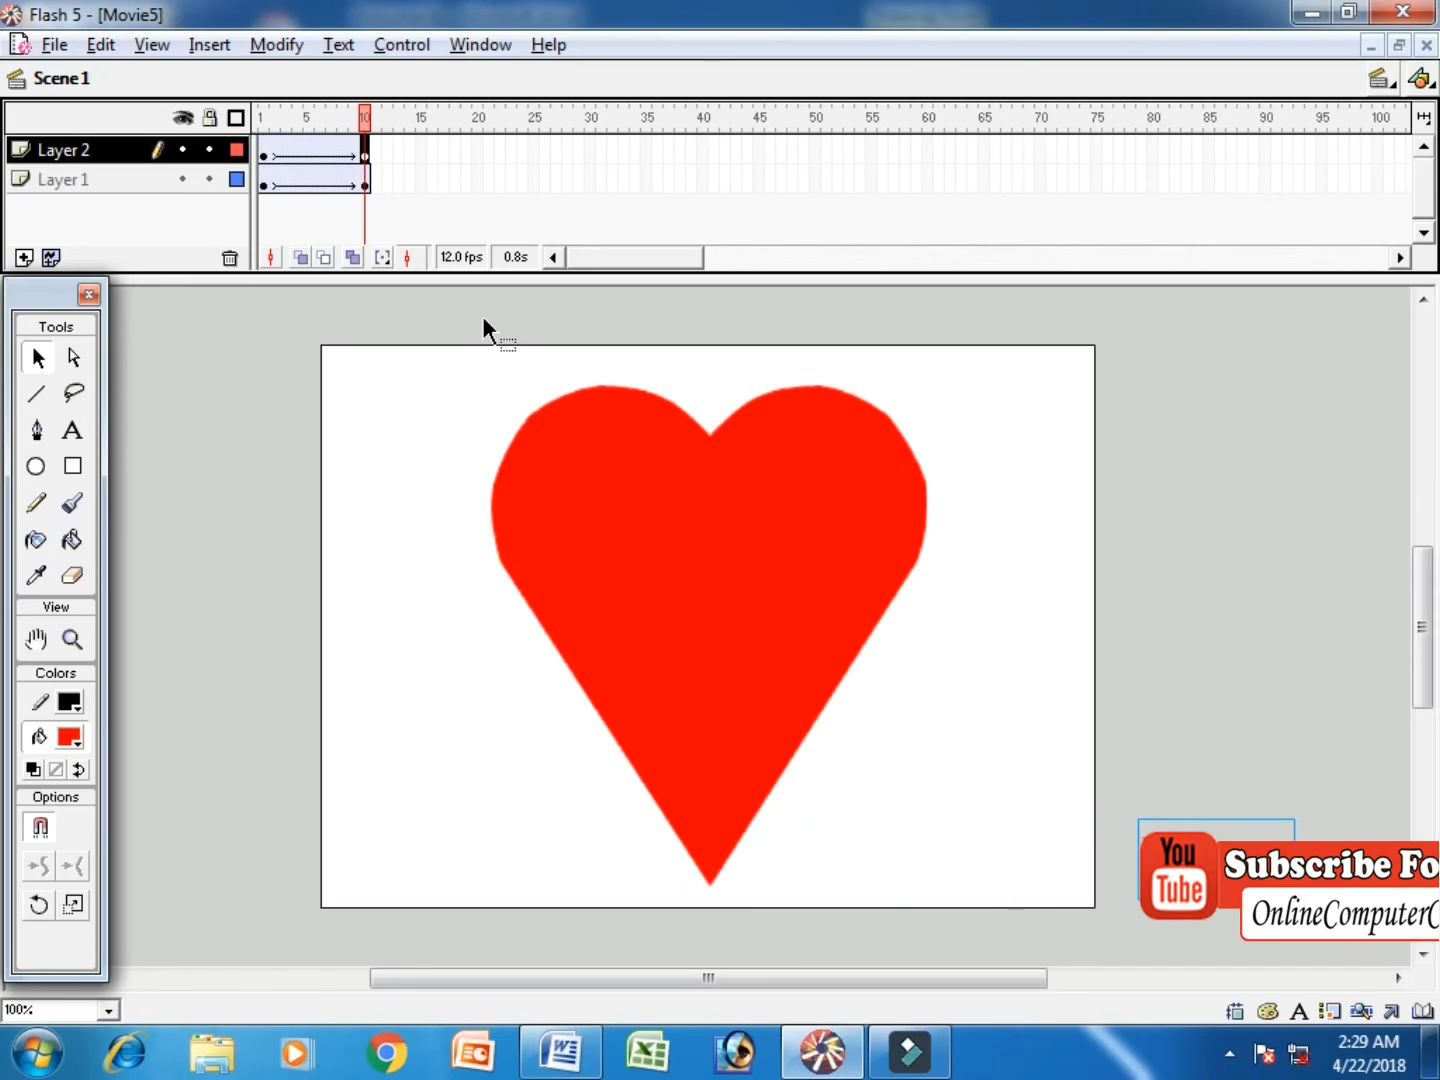 Flash 5 - [Movie5]
File Edit View Insert Modify Text Control Window Help
Scene 1
1 5 10 15 20 25 30 35 40 45 50 55 60 65 70 75 80 85 90 95 100
Layer 2
Layer 1
12.0 fps 0.8s
Tools
A
View
Colors
Options
You
Tube
Subscribe Fo
OnlineComputerC
100%
A
2:29 AM
4/22/2018